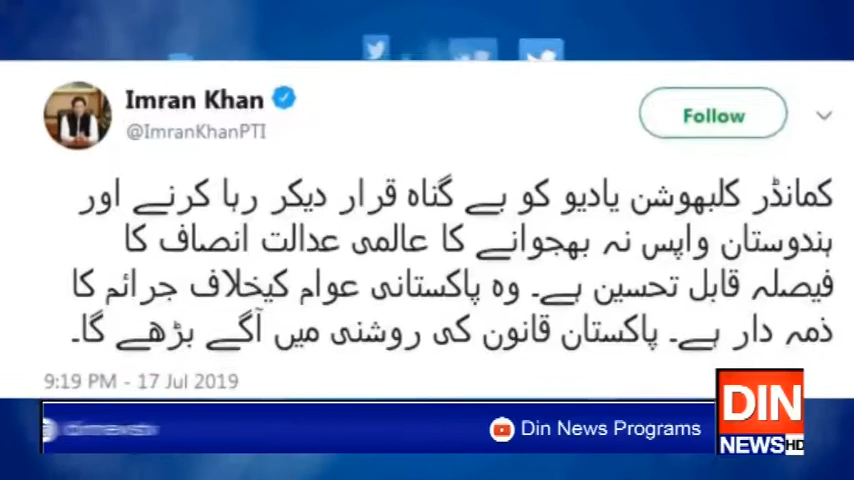 Imran Khan
@ImranKhanPTI
Follow
کمانڈر کلبھوشن یادیو کو بے گناہ قرار دیکر رہا کرنے اور
ہندوستان واپس نہ بھجوانے کا عالمی عدالت انصاف کا
فیصلہ قابل تحسین ہے۔ وہ پاکستانی عوام کیخلاف جرائم کا
ذمہ دار ہے۔ پاکستان قانون کی روشنی میں آگے بڑھے گا۔
9:19 PM - 17 Jul 2019
Din News Programs
DIN
NEWS HD